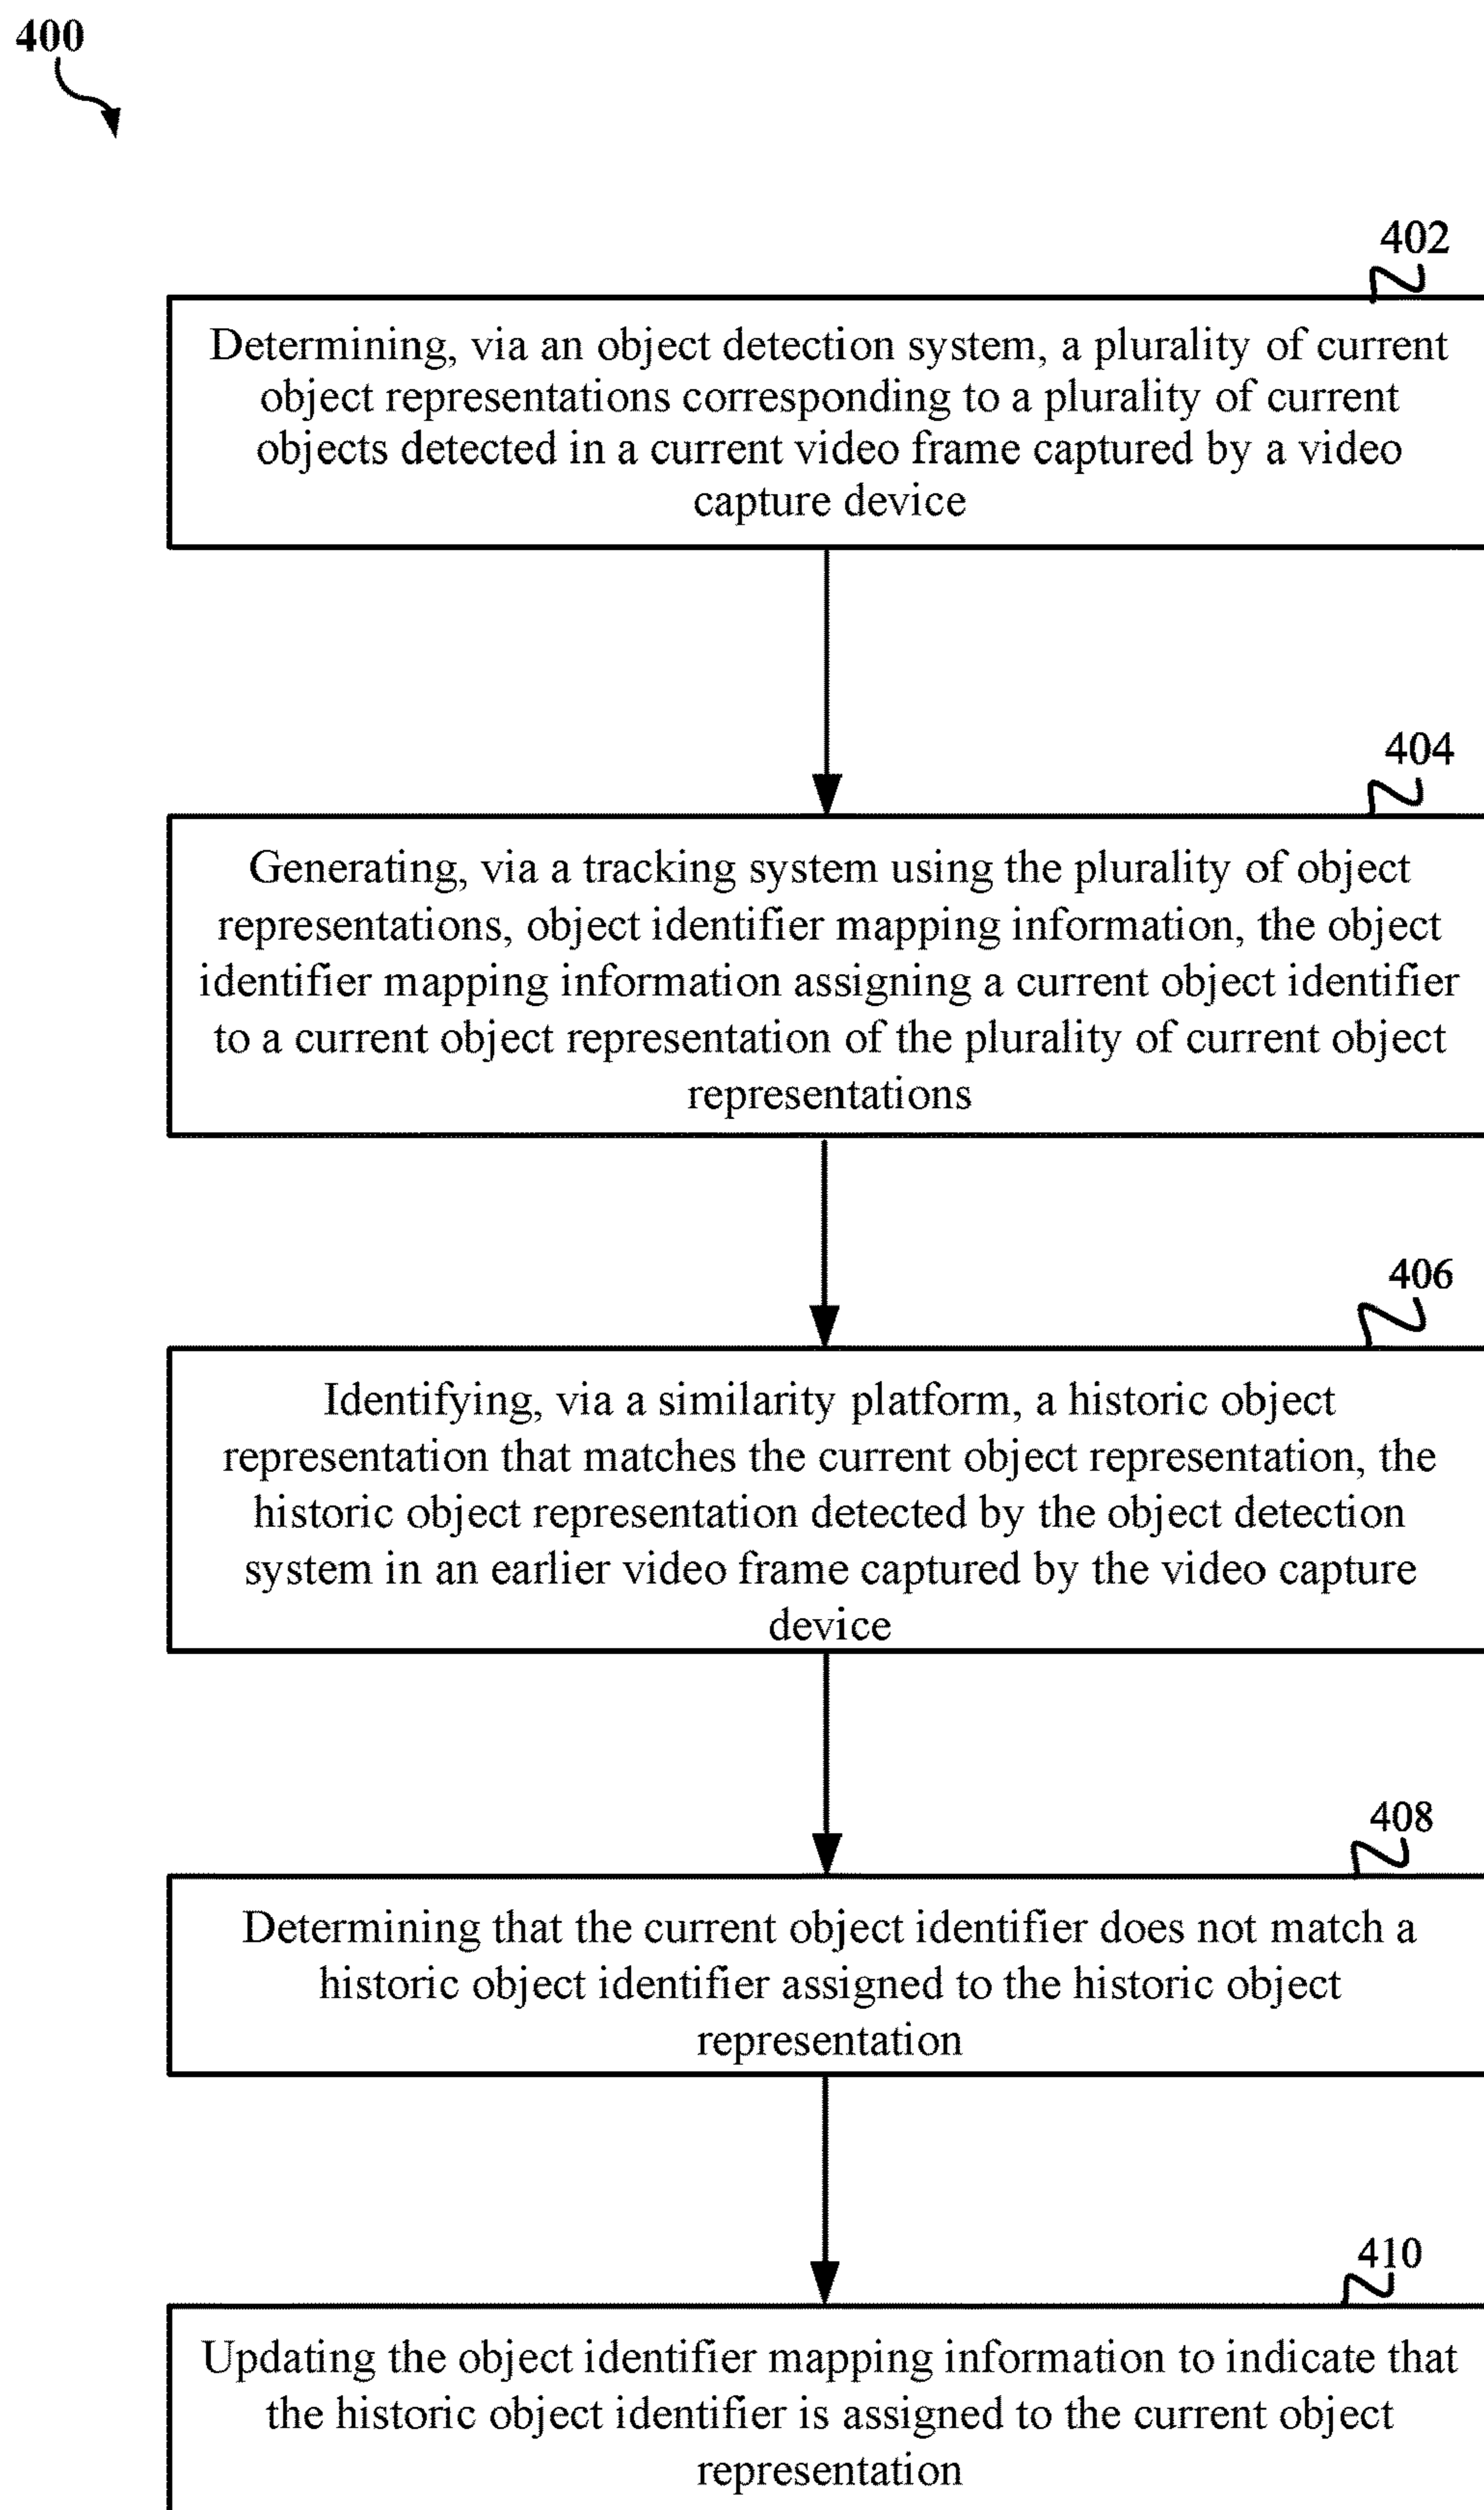 400
402
Determining, via an object detection system, a plurality of current
object representations corresponding to a plurality of current
objects detected in a current video frame captured by a video
capture device
404
Generating, via a tracking system using the plurality of object
representations, object identifier mapping information, the object
identifier mapping information assigning a current object identifier
to a current object representation of the plurality of current object
representations
406
Identifying, via a similarity platform, a historic object
representation that matches the current object representation, the
historic object representation detected by the object detection
system in an earlier video frame captured by the video capture
device
408
Determining that the current object identifier does not match a
historic object identifier assigned to the historic object
representation
410
Updating the object identifier mapping information to indicate that
the historic object identifier is assigned to the current object
representation